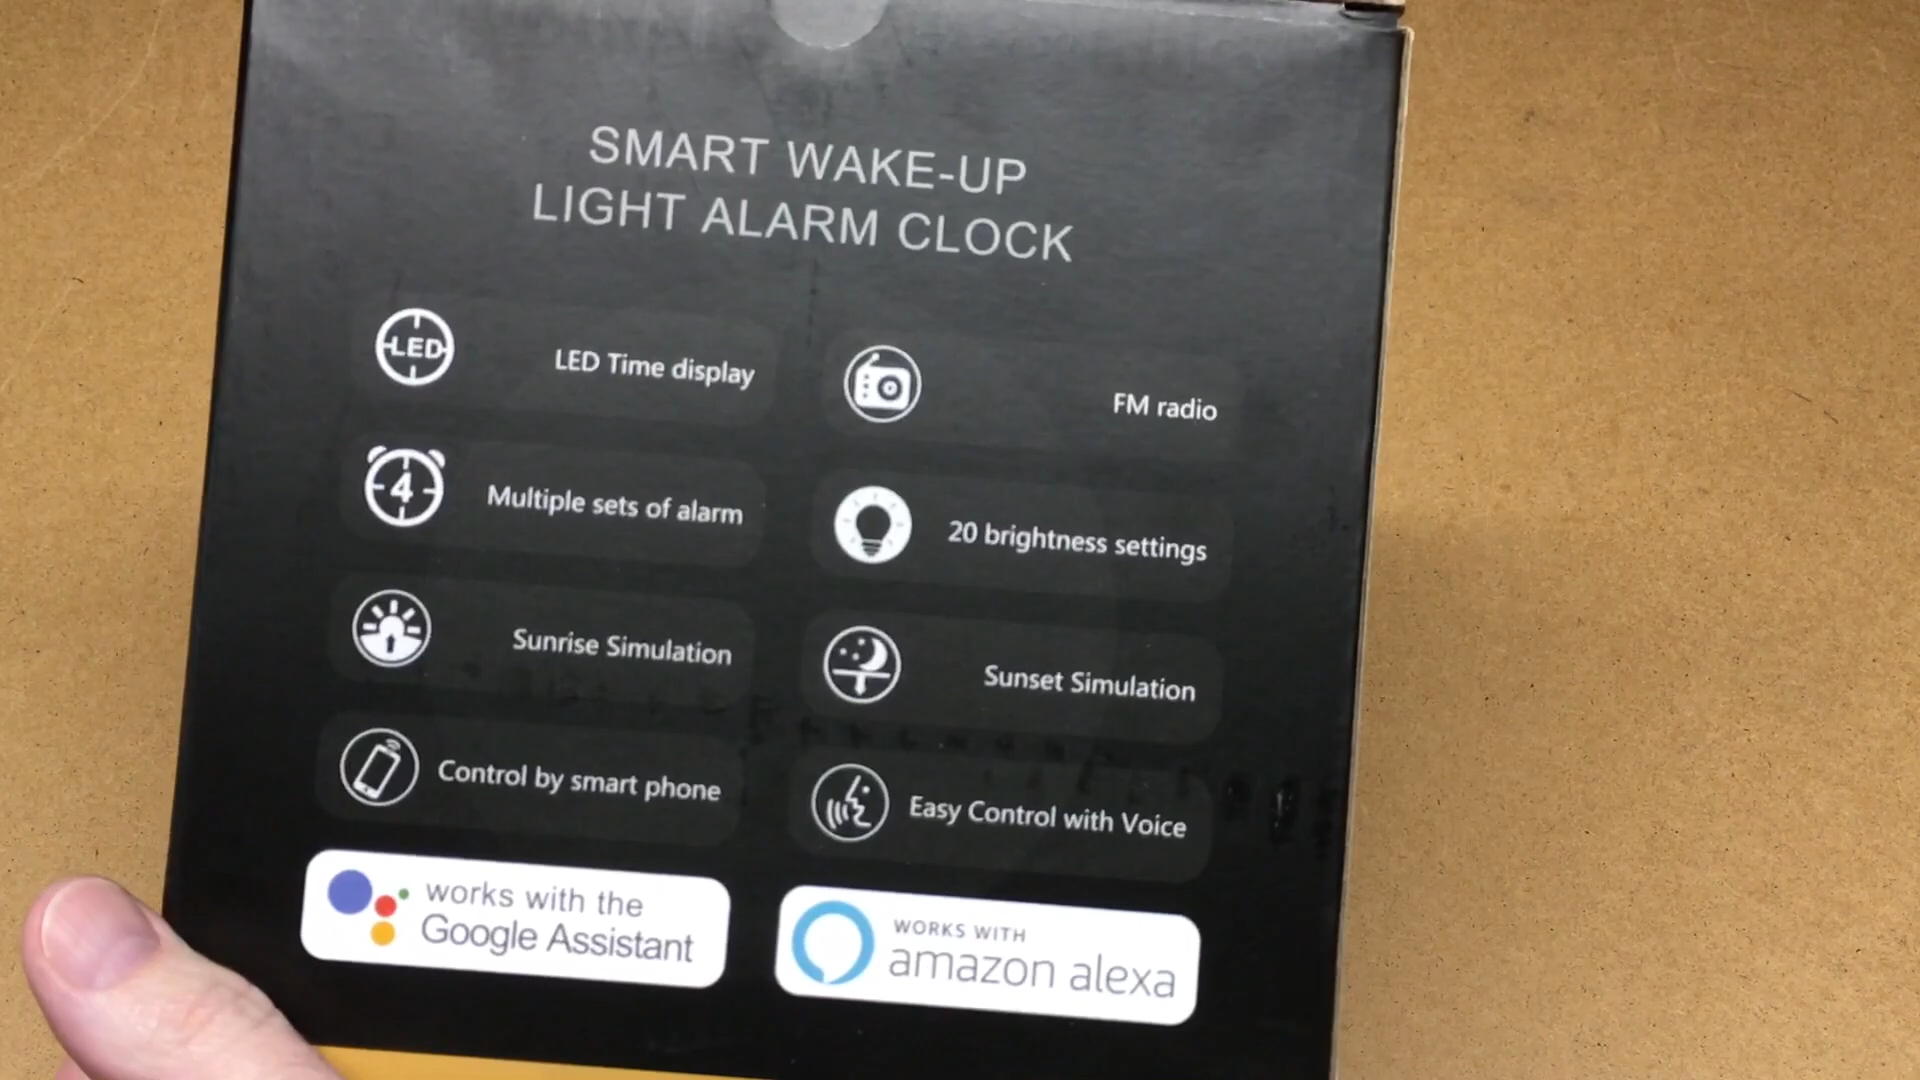 SMART WAKE-UP
LIGHT ALARM CLOCK
LED
LED Time display
FM radio
4
Multiple sets of alarm
20 brightness settings
Sunrise Simulation
Sunset Simulation
Control by smart phone
Easy Control with Voice
works with the
Google Assistant
WORKS WITH
amazon alexa